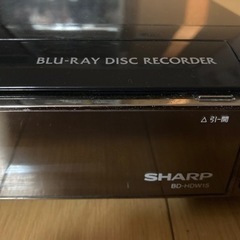 BLU-RAY DISC RECORDER
△ 引-開
SHARP
BD-HDW15